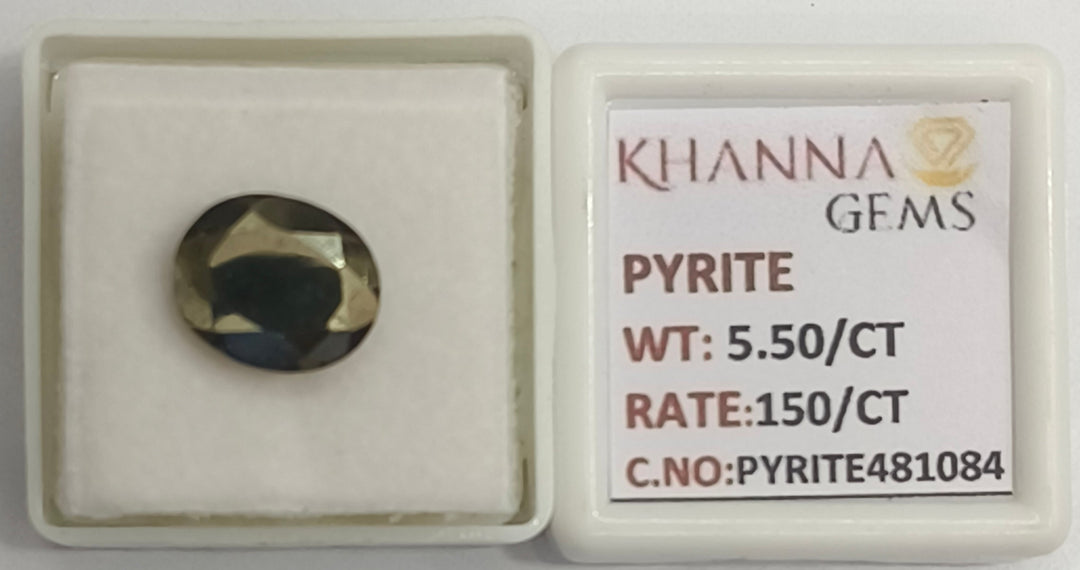 KHANNA
GEMS
PYRITE
WT: 5.50/CT
RATE:150/CT
C.NO:PYRITE481084